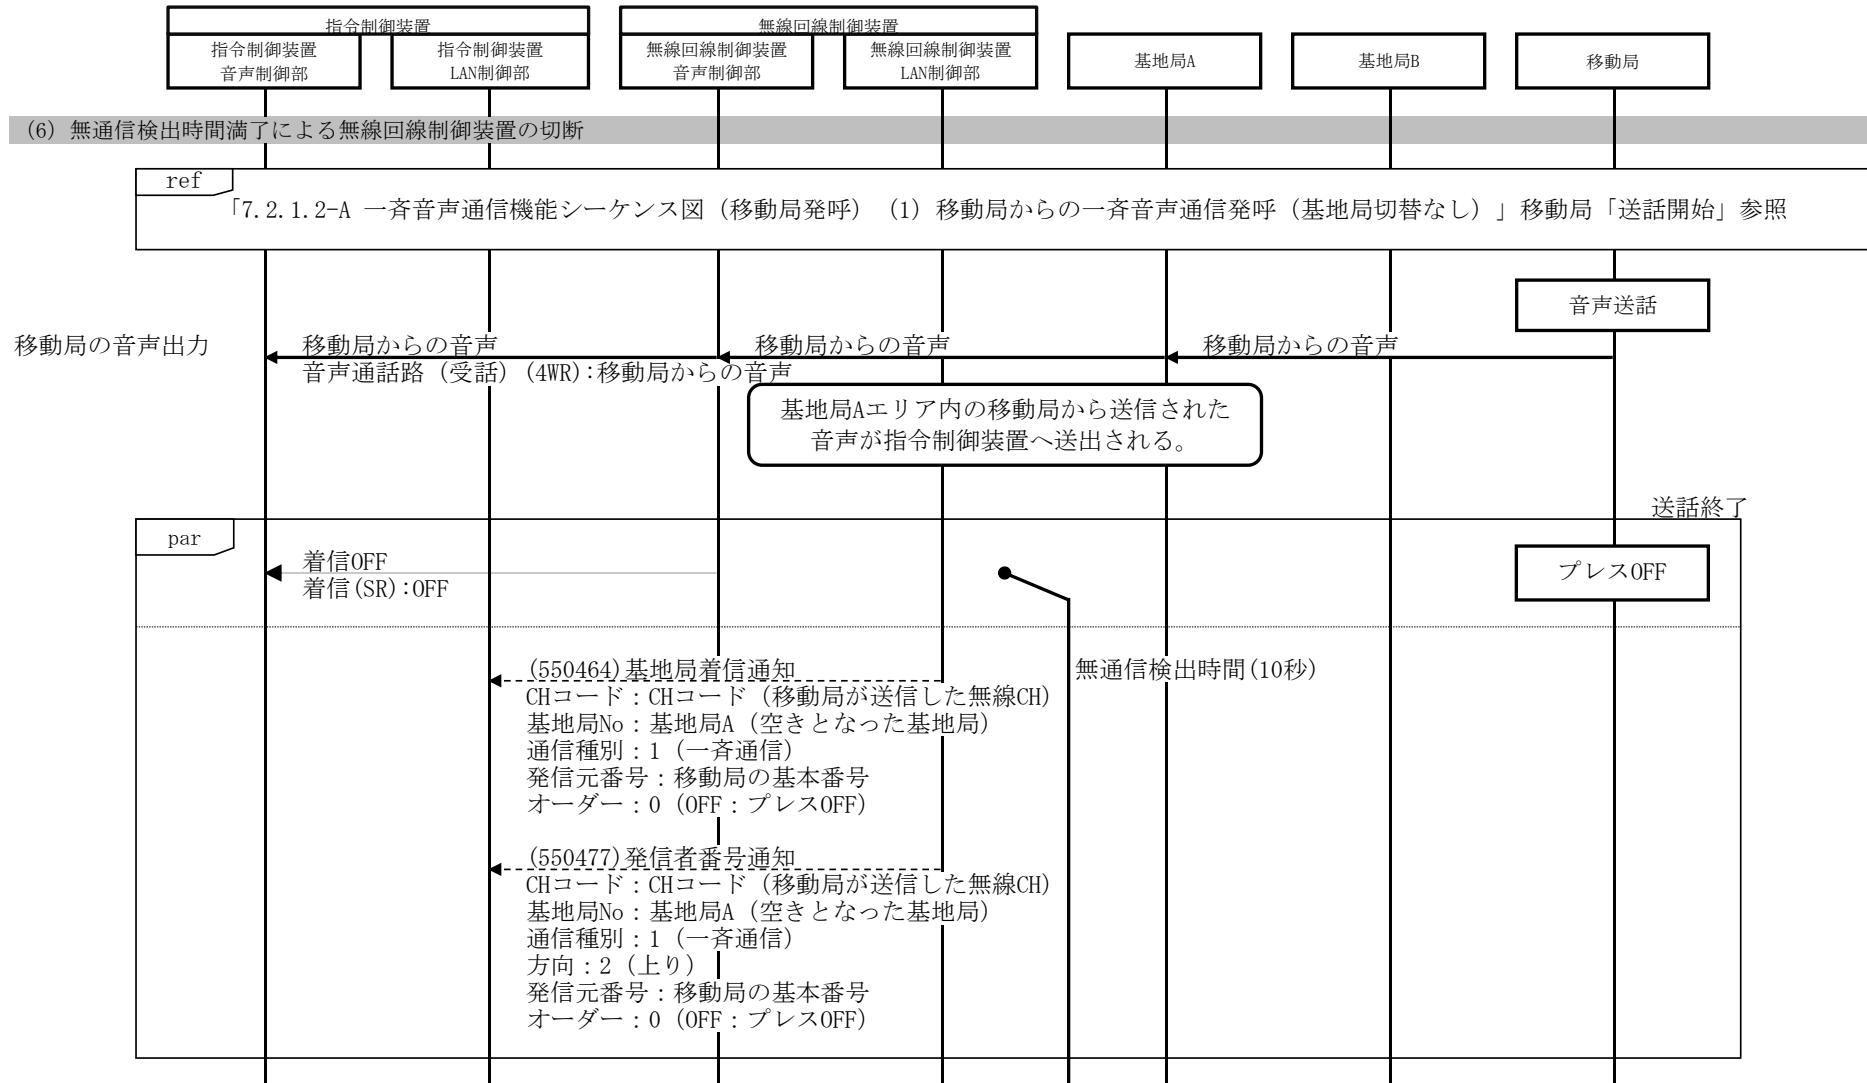 指令制御装置
無線回線制御装置
指令制御装置
音声制御部
指令制御装置
LAN制御部
無線回線制御装置
音声制御部
無線回線制御装置
LAN制御部
基地局A
基地局B
移動局
(6) 無通信検出時間満了による無線回線制御装置の切断
ref
「7.2.1.2-A 一斉音声通信機能シーケンス図（移動局発呼）（1）移動局からの一斉音声通信発呼（基地局切替なし）」移動局「送話開始」参照
音声送話
移動局の音声出力
移動局からの音声
移動局からの音声
移動局からの音声
音声通話路（受話）(4WR):移動局からの音声
基地局Aエリア内の移動局から送信された
音声が指令制御装置へ送出される。
送話終了
par
着信OFF
着信(SR):OFF
プレスOFF
(550464)基地局着信通知
無通信検出時間(10秒)
CHコード：CHコード（移動局が送信した無線CH）
基地局No：基地局A（空きとなった基地局）
通信種別：1（一斉通信）
発信元番号：移動局の基本番号
オーダー：0（OFF：プレスOFF）
(550477)発信者番号通知
CHコード：CHコード（移動局が送信した無線CH）
基地局No：基地局A（空きとなった基地局）
通信種別：1（一斉通信）
方向：2（上り）
発信元番号：移動局の基本番号
オーダー：0（OFF：プレスOFF）